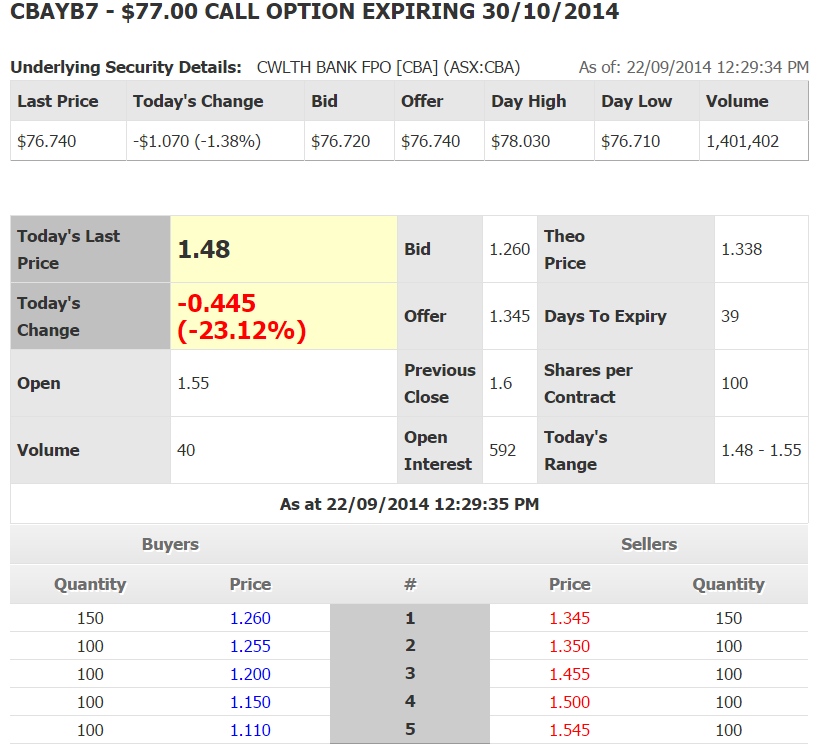 CBAYB7 - $77.00 CALL OPTION EXPIRING 30/10/2014
Underlying Security Details: CWLTH BANK FPO [CBA] (ASX:CBA) As of: 22/09/2014 12:29:34 PM
Last Price Today's Change Bid Offer Day High Day Low Volume
$76.740 -$1.070 (-1.38%) $76.720 $76.740 $78.030 $76.710 1,401,402
Today's Last Price 1.48 Bid 1.260 Theo Price 1.338
Today's Change -0.445 (-23.12%) Offer 1.345 Days To Expiry 39
Open 1.55 Previous Close 1.6 Shares per Contract 100
Volume 40 Open Interest 592 Today's Range 1.48 - 1.55
As at 22/09/2014 12:29:35 PM
Buyers Sellers
Quantity Price # Price Quantity
150 1.260 1 1.345 150
100 1.255 2 1.350 100
100 1.200 3 1.455 100
100 1.150 4 1.500 100
100 1.110 5 1.545 100